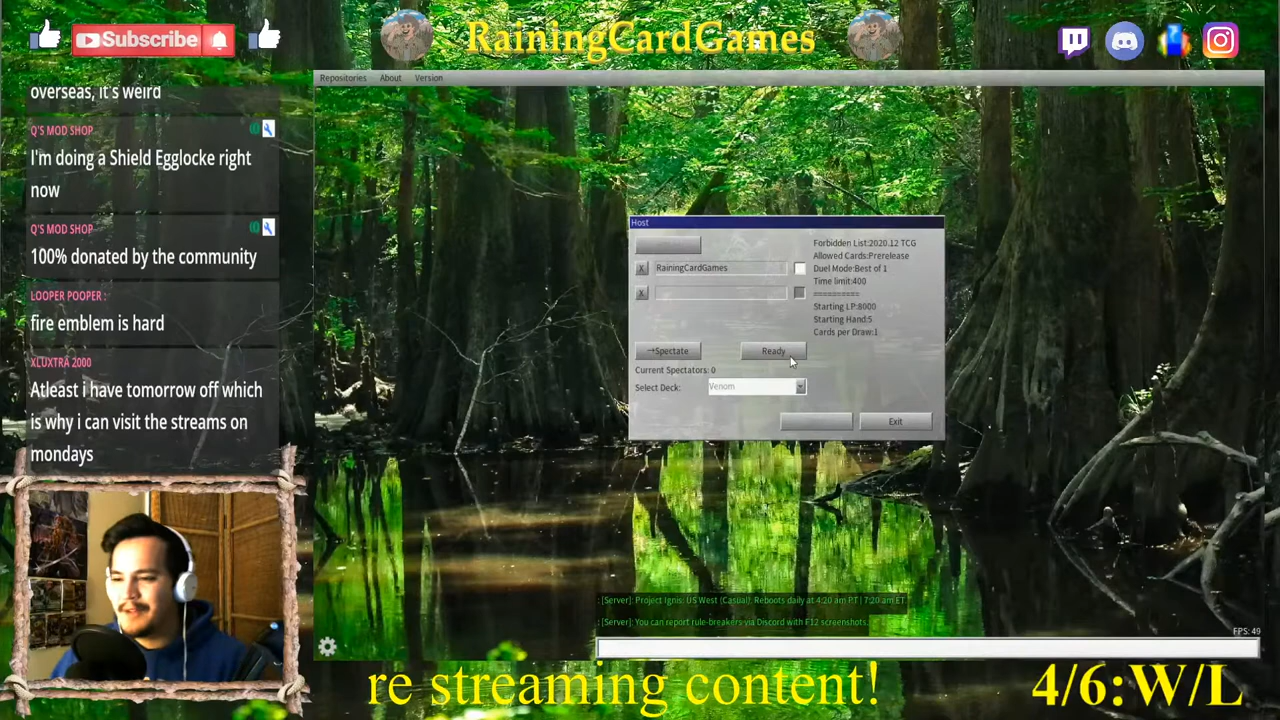 Subscribe
RainingCardGames
Repositories About Version
overseas, it's weird
Q'S MOD SHOP
I'm doing a Shield Egglocke right
now
Q'S MOD SHOP
100% donated by the community
LOOPER POOPER :
fire emblem is hard
XLUXTRA 2000
Atleast i have tomorrow off which
is why i can visit the streams on
mondays
Host
X RainingCardGames
X
→Spectate Ready
Current Spectators: 0
Select Deck: Venom
Exit
Forbidden List:2020.12 TCG
Allowed Cards:Prerelease
Duel Mode:Best of 1
Time limit:400
==========
Starting LP:8000
Starting Hand:5
Cards per Draw:1
: [Server]: Project Ignis: US West (Casual). Reboots daily at 4:20 am PT | 7:20 am ET
: [Server]: You can report rule-breakers via Discord with F12 screenshots.
FPS: 49
re streaming content!
4/6:W/L